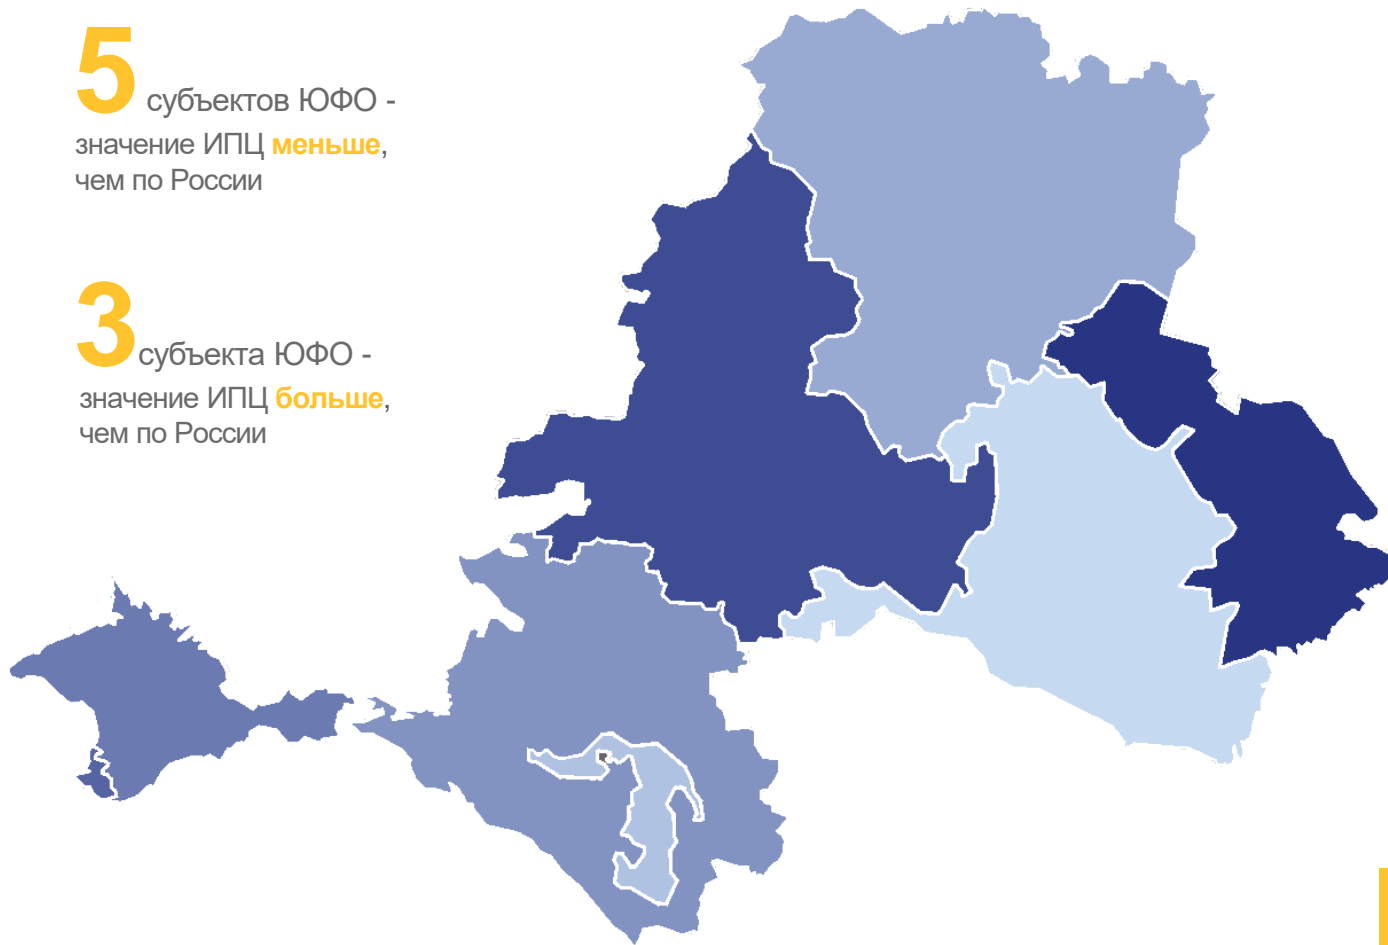 5 субъектов ЮФО -
значение ИПЦ меньше,
чем по России
3 субъекта ЮФО -
значение ИПЦ больше,
чем по России